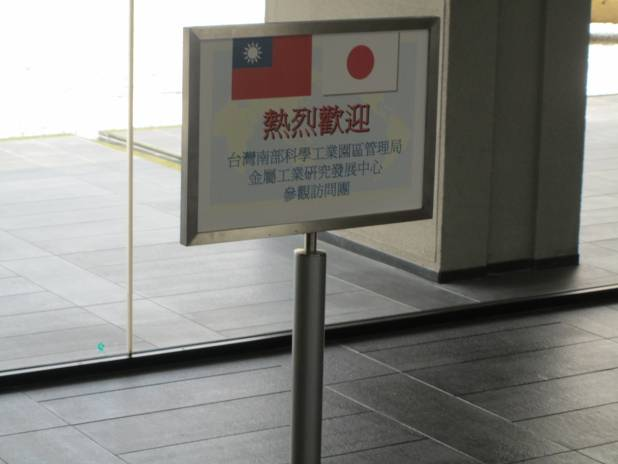 熱烈歡迎
台灣南部科學工業園區管理局
金屬工業研究發展中心
參觀訪問團